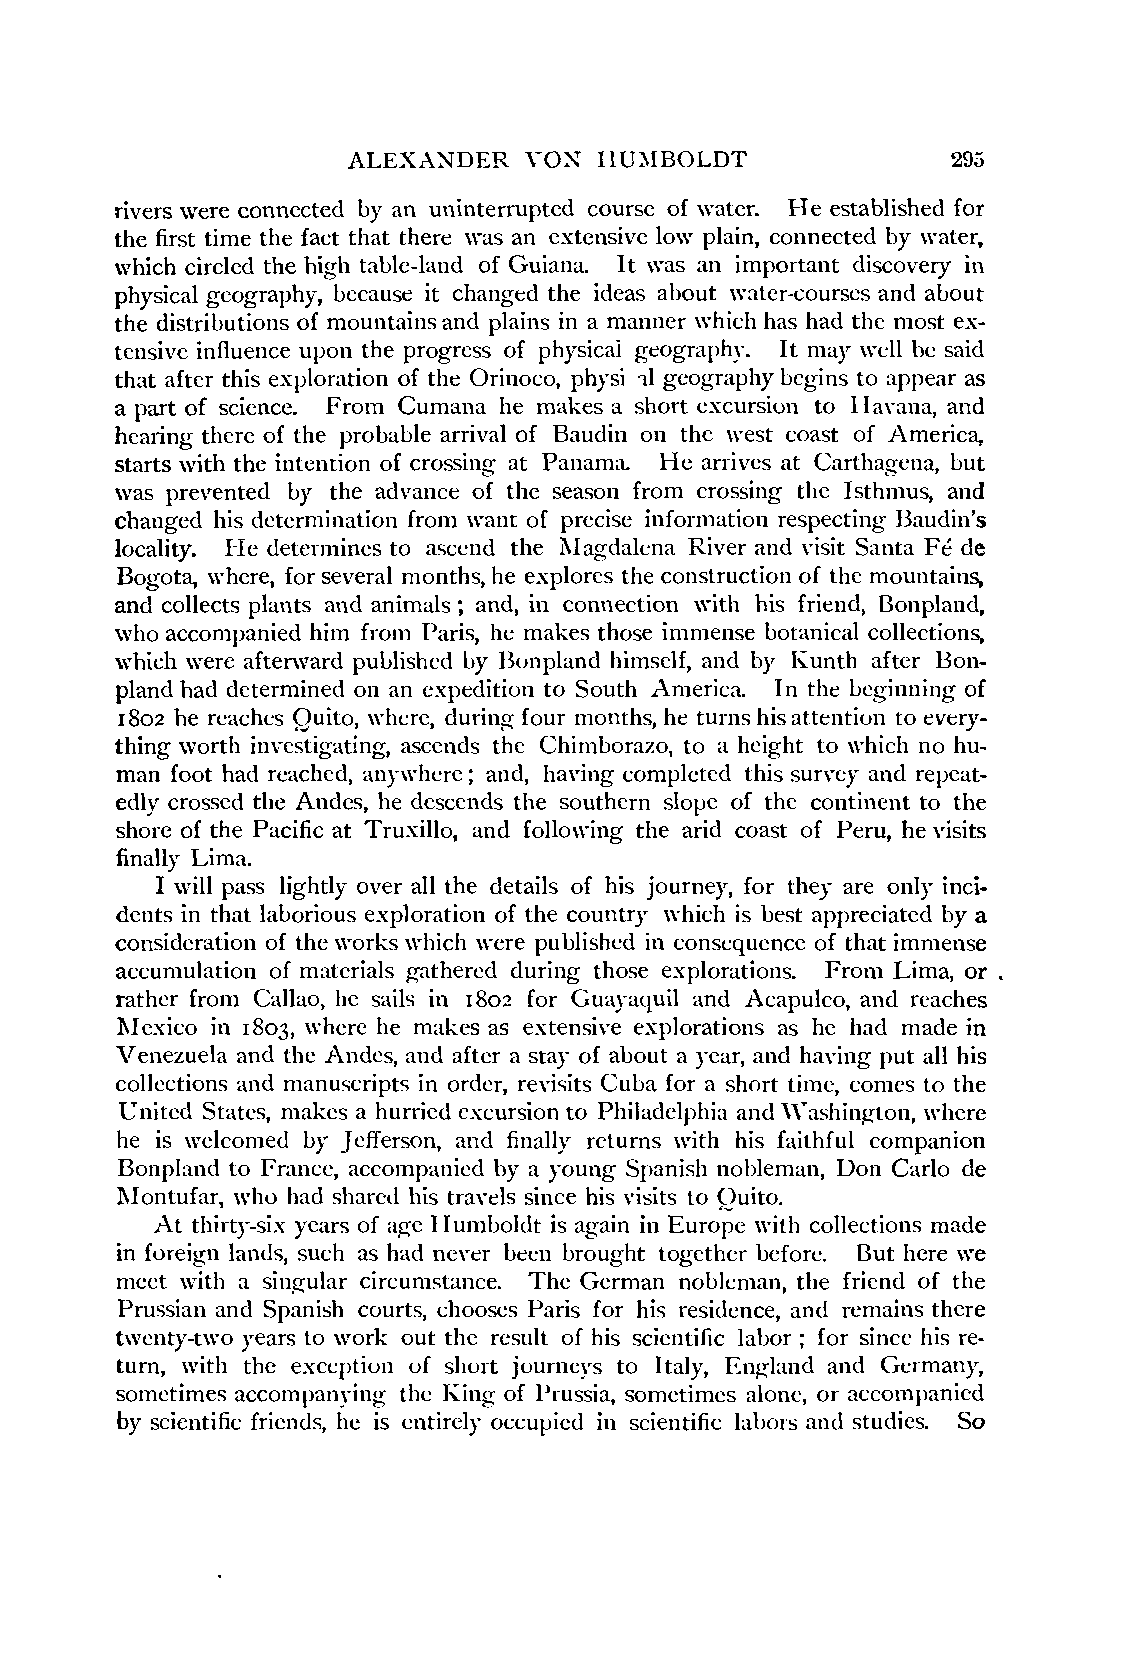 ALEXANDER VON HUMBOLDT 295
rivers were connected by an uninterrupted course of water. He established for
the first time the fact that there was an extensive low plain, connected by water,
which circled the high table-land of Guiana. It was an important discovery in
physical geography, because it changed the ideas about water-courses and about
the distributions of mountains and plains in a manner which has had the most ex-
tensive influence upon the progress of physical geography. It may well be said
that after this exploration of the Orinoco, physi al geography begins to appear as
a part of science. From Cumana he makes a short excursion to Havana, and
hearing there of the probable arrival of Baudin on the west coast of America,
starts with the intention of crossing at Panama. He arrives at Carthagena, but
was prevented by the advance of the season from crossing the Isthmus, and
changed his determination from want of precise information respecting Baudin's
locality. He determines to ascend the Magdalena River and visit Santa Fé de
Bogota, where, for several months, he explores the construction of the mountains,
and collects plants and animals; and, in connection with his friend, Bonpland,
who accompanied him from Paris, he makes those immense botanical collections,
which were afterward published by Bonpland himself, and by Kunth after Bon-
pland had determined on an expedition to South America. In the beginning of
1802 he reaches Quito, where, during four months, he turns his attention to every-
thing worth investigating, ascends the Chimborazo, to a height to which no hu-
man foot had reached, anywhere; and, having completed this survey and repeat-
edly crossed the Andes, he descends the southern slope of the continent to the
shore of the Pacific at Truxillo, and following the arid coast of Peru, he visits
finally Lima.
I will pass lightly over all the details of his journey, for they are only inci-
dents in that laborious exploration of the country which is best appreciated by a
consideration of the works which were published in consequence of that immense
accumulation of materials gathered during those explorations. From Lima, or
rather from Callao, he sails in 1802 for Guayaquil and Acapulco, and reaches
Mexico in 1803, where he makes as extensive explorations as he had made in
Venezuela and the Andes, and after a stay of about a year, and having put all his
collections and manuscripts in order, revisits Cuba for a short time, comes to the
United States, makes a hurried excursion to Philadelphia and Washington, where
he is welcomed by Jefferson, and finally returns with his faithful companion
Bonpland to France, accompanied by a young Spanish nobleman, Don Carlo de
Montufar, who had shared his travels since his visits to Quito.
At thirty-six years of age Humboldt is again in Europe with collections made
in foreign lands, such as had never been brought together before. But here we
meet with a singular circumstance. The German nobleman, the friend of the
Prussian and Spanish courts, chooses Paris for his residence, and remains there
twenty-two years to work out the result of his scientific labor; for since his re-
turn, with the exception of short journeys to Italy, England and Germany,
sometimes accompanying the King of Prussia, sometimes alone, or accompanied
by scientific friends, he is entirely occupied in scientific labors and studies. So